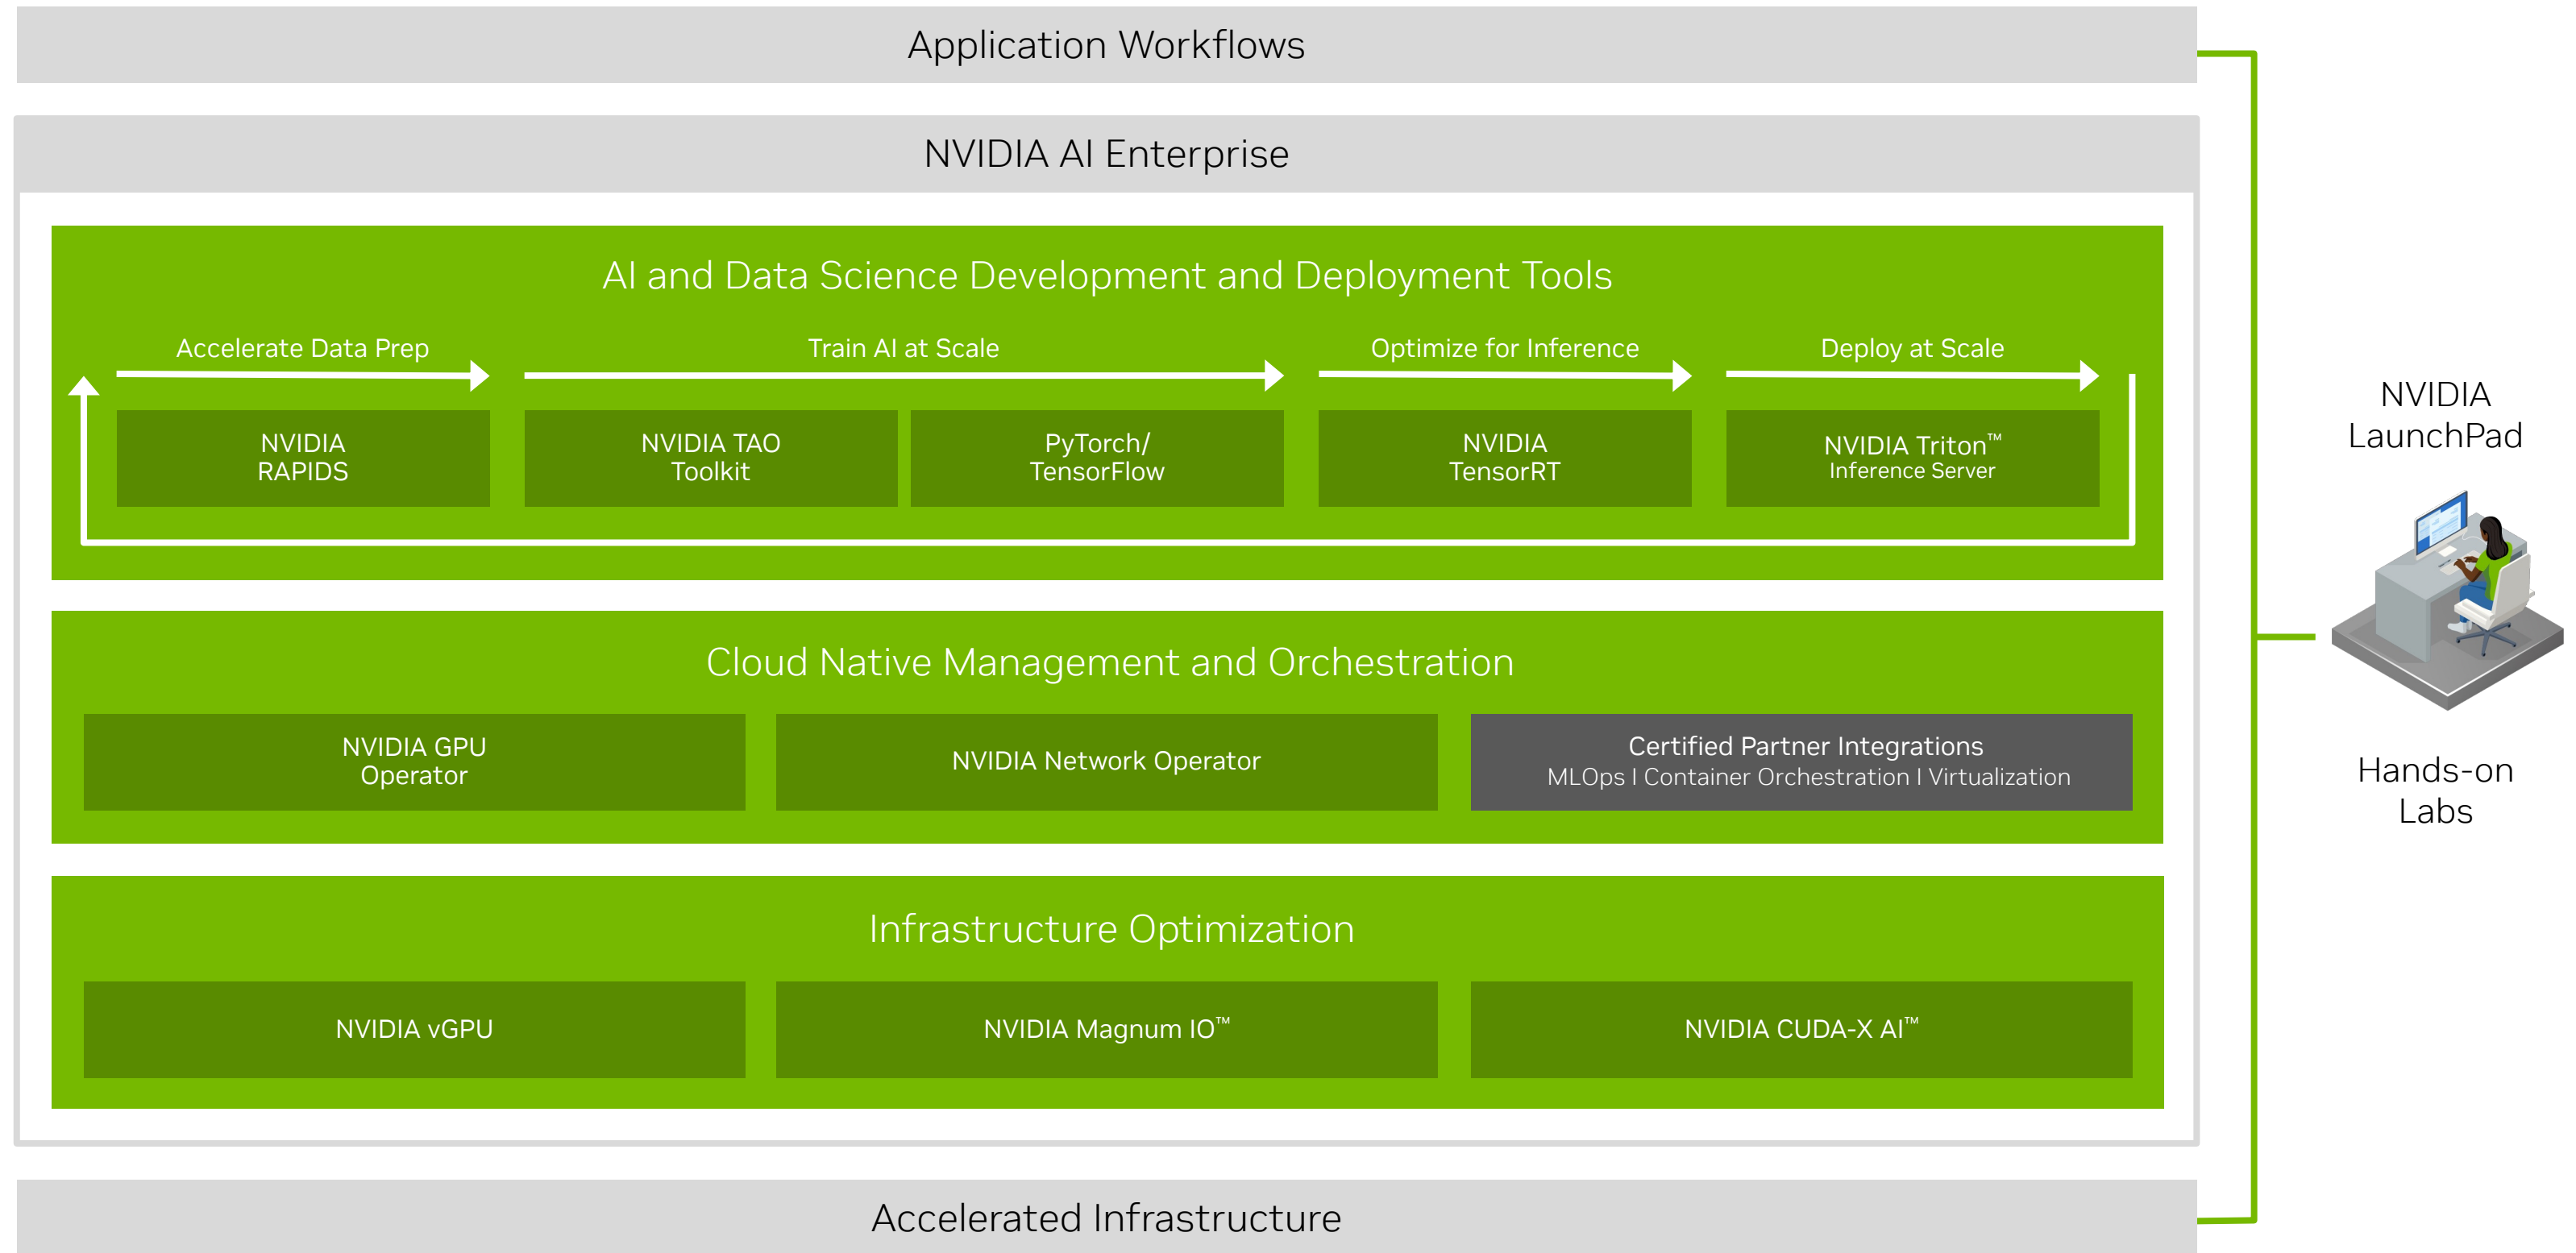 Application Workflows
NVIDIA AI Enterprise
AI and Data Science Development and Deployment Tools
Accelerate Data Prep
Train AI at Scale
Optimize for Inference
Deploy at Scale
NVIDIA
RAPIDS
NVIDIA TAO
Toolkit
PyTorch/
TensorFlow
NVIDIA
TensorRT
NVIDIA Triton™
Inference Server
Cloud Native Management and Orchestration
NVIDIA GPU
Operator
NVIDIA Network Operator
Certified Partner Integrations
MLOps I Container Orchestration I Virtualization
Infrastructure Optimization
NVIDIA vGPU
NVIDIA Magnum IO™
NVIDIA CUDA-X AI™
Accelerated Infrastructure
NVIDIA
LaunchPad
Hands-on
Labs